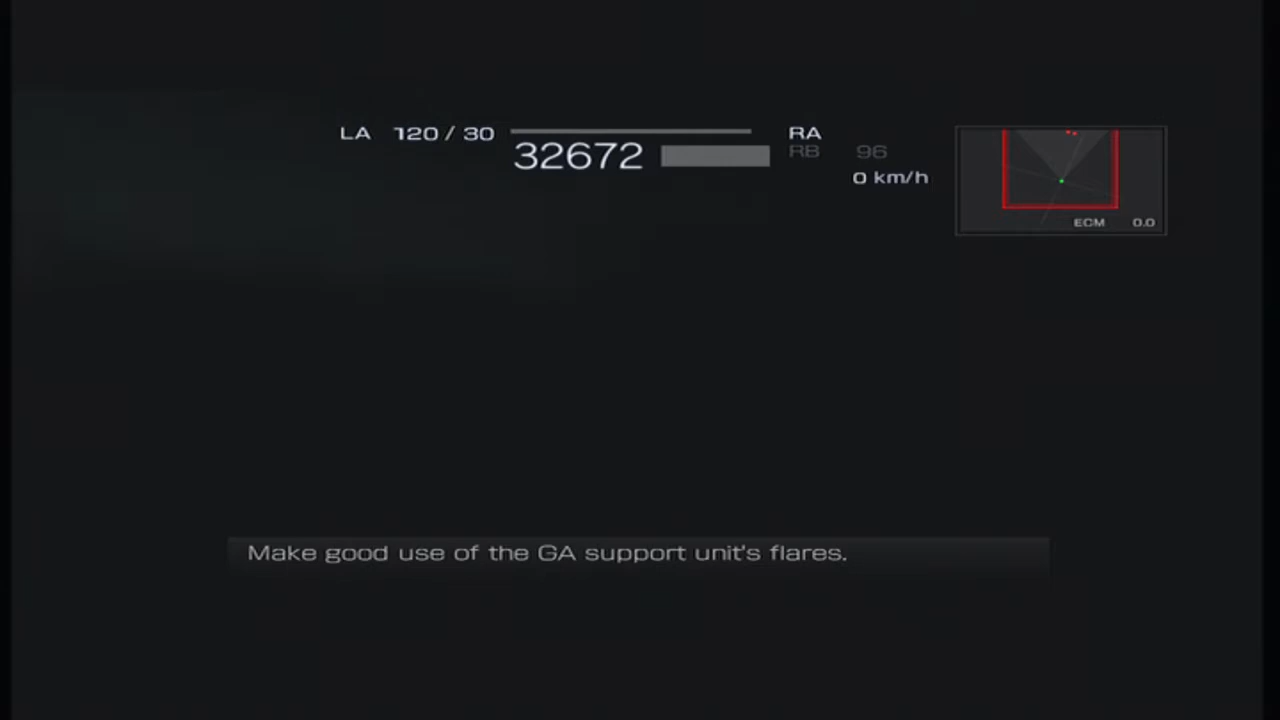 LA 120 / 30 RA
32672 RB 96
0 km/h
ECM 0.0
Make good use of the GA support unit's flares.